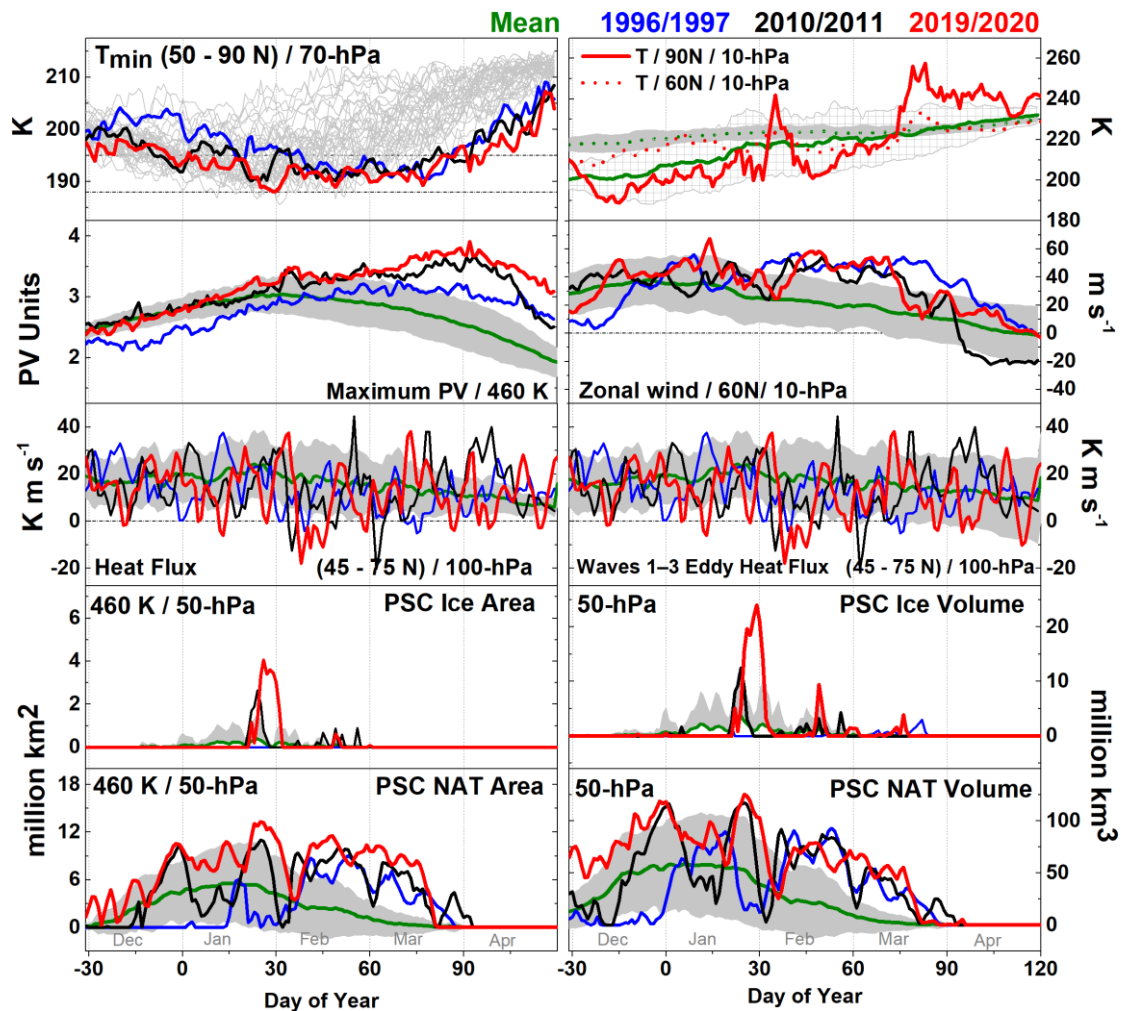 Mean 1996/1997 2010/2011 2019/2020
Tmin (50 - 90 N) / 70-hPa
210
200
190
K
T / 90N / 10-hPa
T / 60N / 10-hPa
260
240
220
200
180
K
4
3
2
PV Units
Maximum PV / 460 K
60
40
20
0
-20
-40
m s-1
Zonal wind / 60N/ 10-hPa
40
20
0
-20
K m s-1
Heat Flux (45 - 75 N) / 100-hPa
40
20
0
-20
K m s-1
Waves 1–3 Eddy Heat Flux (45 - 75 N) / 100-hPa
460 K / 50-hPa PSC Ice Area
6
4
2
0
50-hPa PSC Ice Volume
20
10
0
million km2
million km3
460 K / 50-hPa PSC NAT Area
18
12
6
0
Dec Jan Feb Mar Apr
50-hPa PSC NAT Volume
100
50
0
Dec Jan Feb Mar Apr
-30 0 30 60 90
Day of Year
-30 0 30 60 90 120
Day of Year